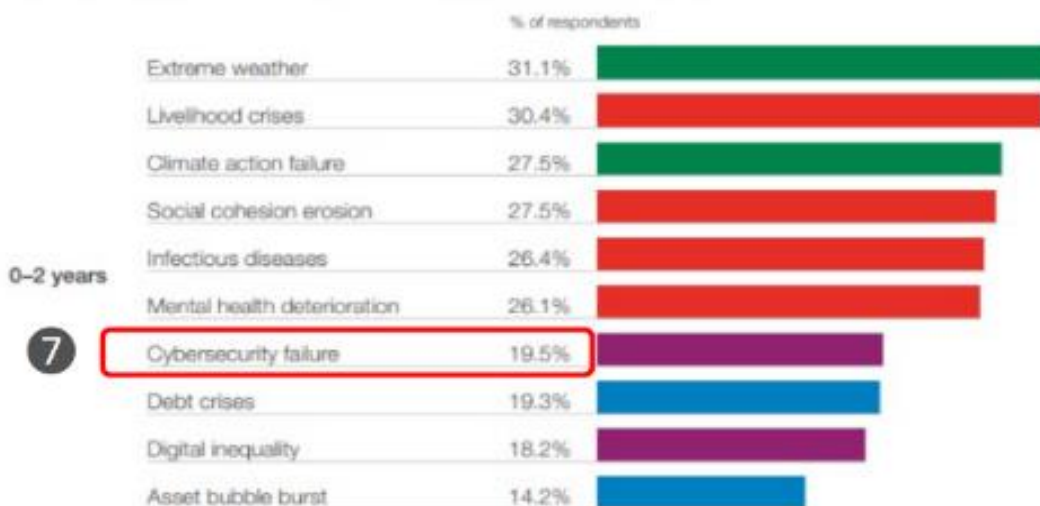 % of respondents
Extreme weather 31.1%
Livelihood crises 30.4%
Climate action failure 27.5%
Social cohesion erosion 27.5%
Infectious diseases 26.4%
0–2 years
Mental health deterioration 26.1%
7 Cybersecurity failure 19.5%
Debt crises 19.3%
Digital inequality 18.2%
Asset bubble burst 14.2%